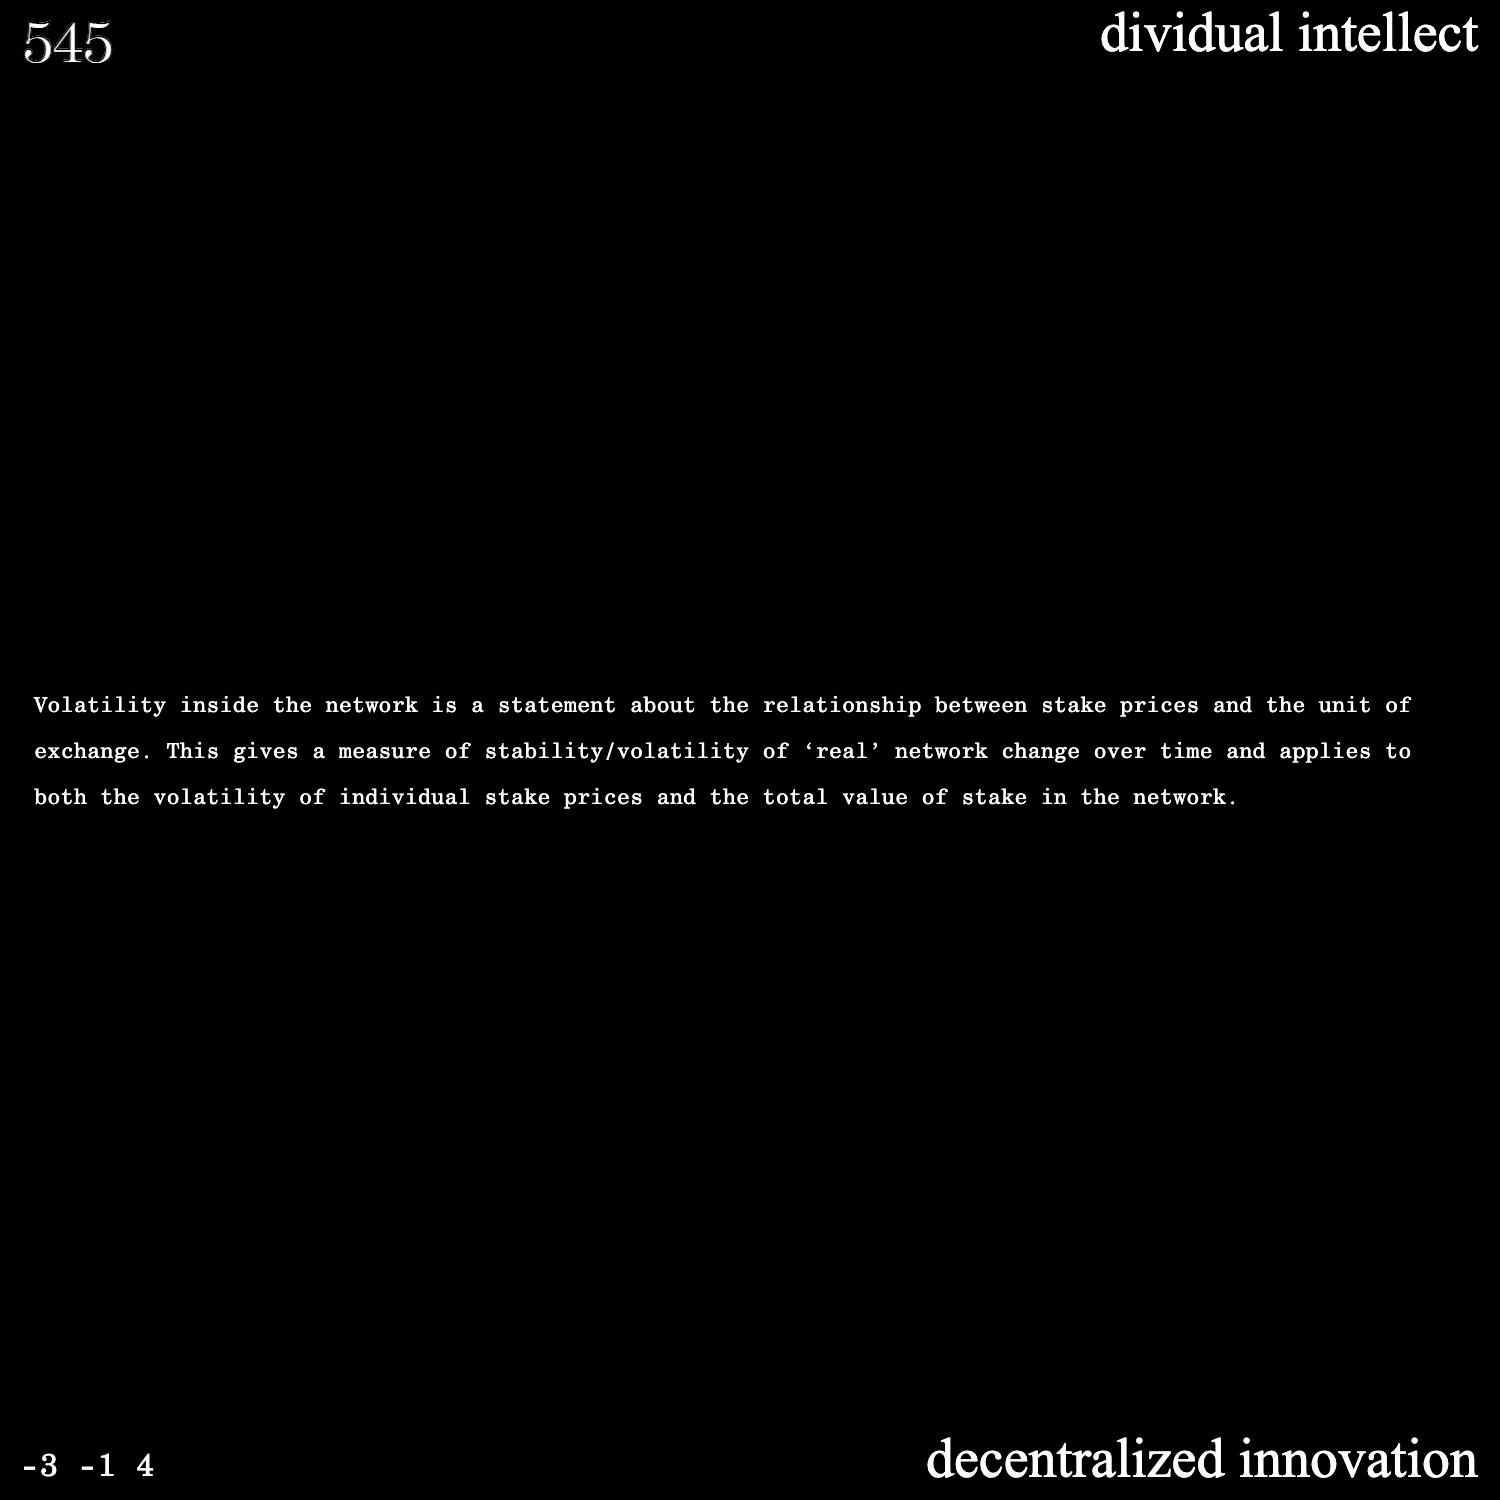 545
dividual intellect
Volatility inside the network is a statement about the relationship between stake prices and the unit of
exchange. This gives a measure of stability/volatility of ‘real’ network change over time and applies to
both the volatility of individual stake prices and the total value of stake in the network.
-3 -1 4
decentralized innovation